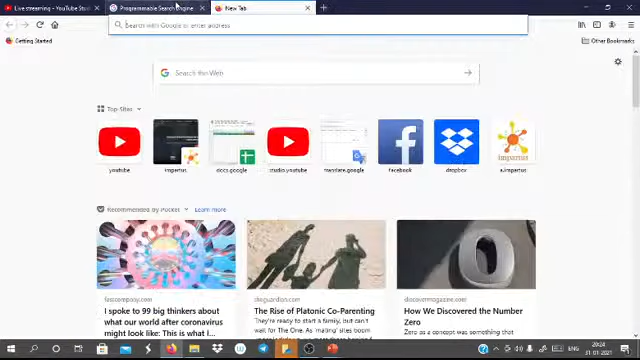 Live streaming - YouTube Stu
Programmable Search Engine
New Tab
Search with Google or enter address
Getting Started
Other Bookmarks
Search the Web
Top Sites
youtube
impartus
docs.google
studio.youtube
translate.google
facebook
dropbox
a.impartus
impartus
Recommended by Pocket
Learn more
fastcompany.com
I spoke to 99 big thinkers about
what our world after coronavirus
might look like: This is what I
theguardian.com
The Rise of Platonic Co-Parenting
They're ready to start a family, but can't
wait for The One. As 'mating' sites boom
discovermagazine.com
How We Discovered the Number
Zero
Zero as a concept was something that
ENG
20:24
31-01-2021